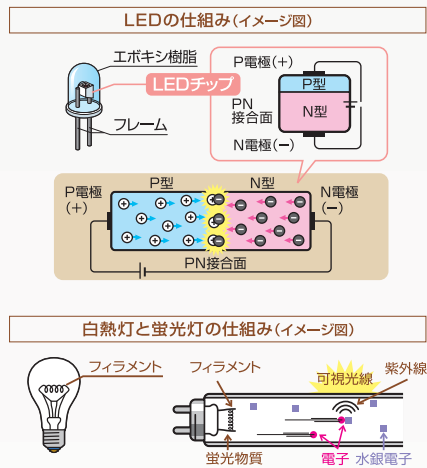 LEDの仕組み(イメージ図)
エポキシ樹脂
LEDチップ
フレーム
P電極(+)
P型
N型
PN
接合面
N電極(−)
P電極
(+)
P型
N型
N電極
(−)
PN接合面
白熱灯と蛍光灯の仕組み(イメージ図)
フィラメント
フィラメント
可視光線
紫外線
蛍光物質
電子
水銀電子